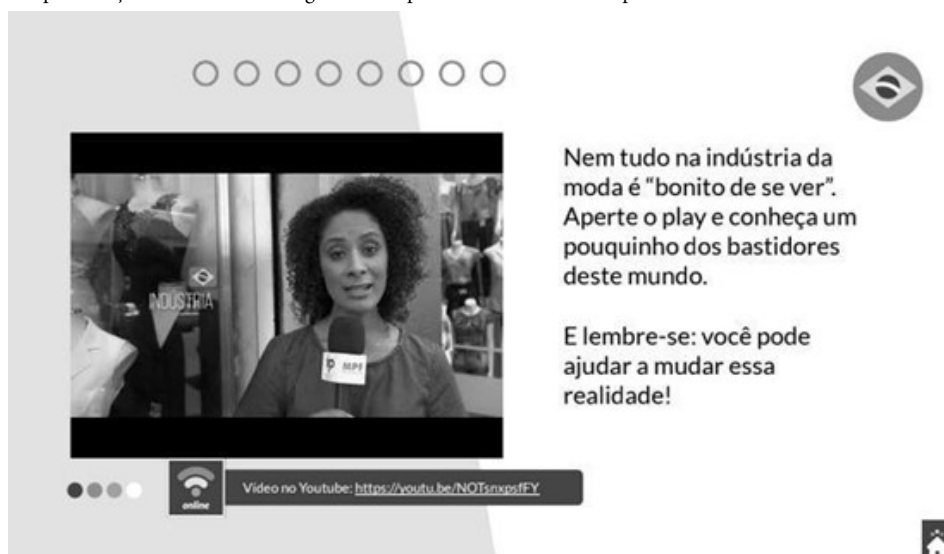 Nem tudo na indústria da
moda é “bonito de se ver”.
Aperte o play e conheça um
pouquinho dos bastidores
deste mundo.
E lembre-se: você pode
ajudar a mudar essa
realidade!
INDÚSTRIA
MPF
online
Vídeo no Youtube: https://youtu.be/NOTsnxpsfFY